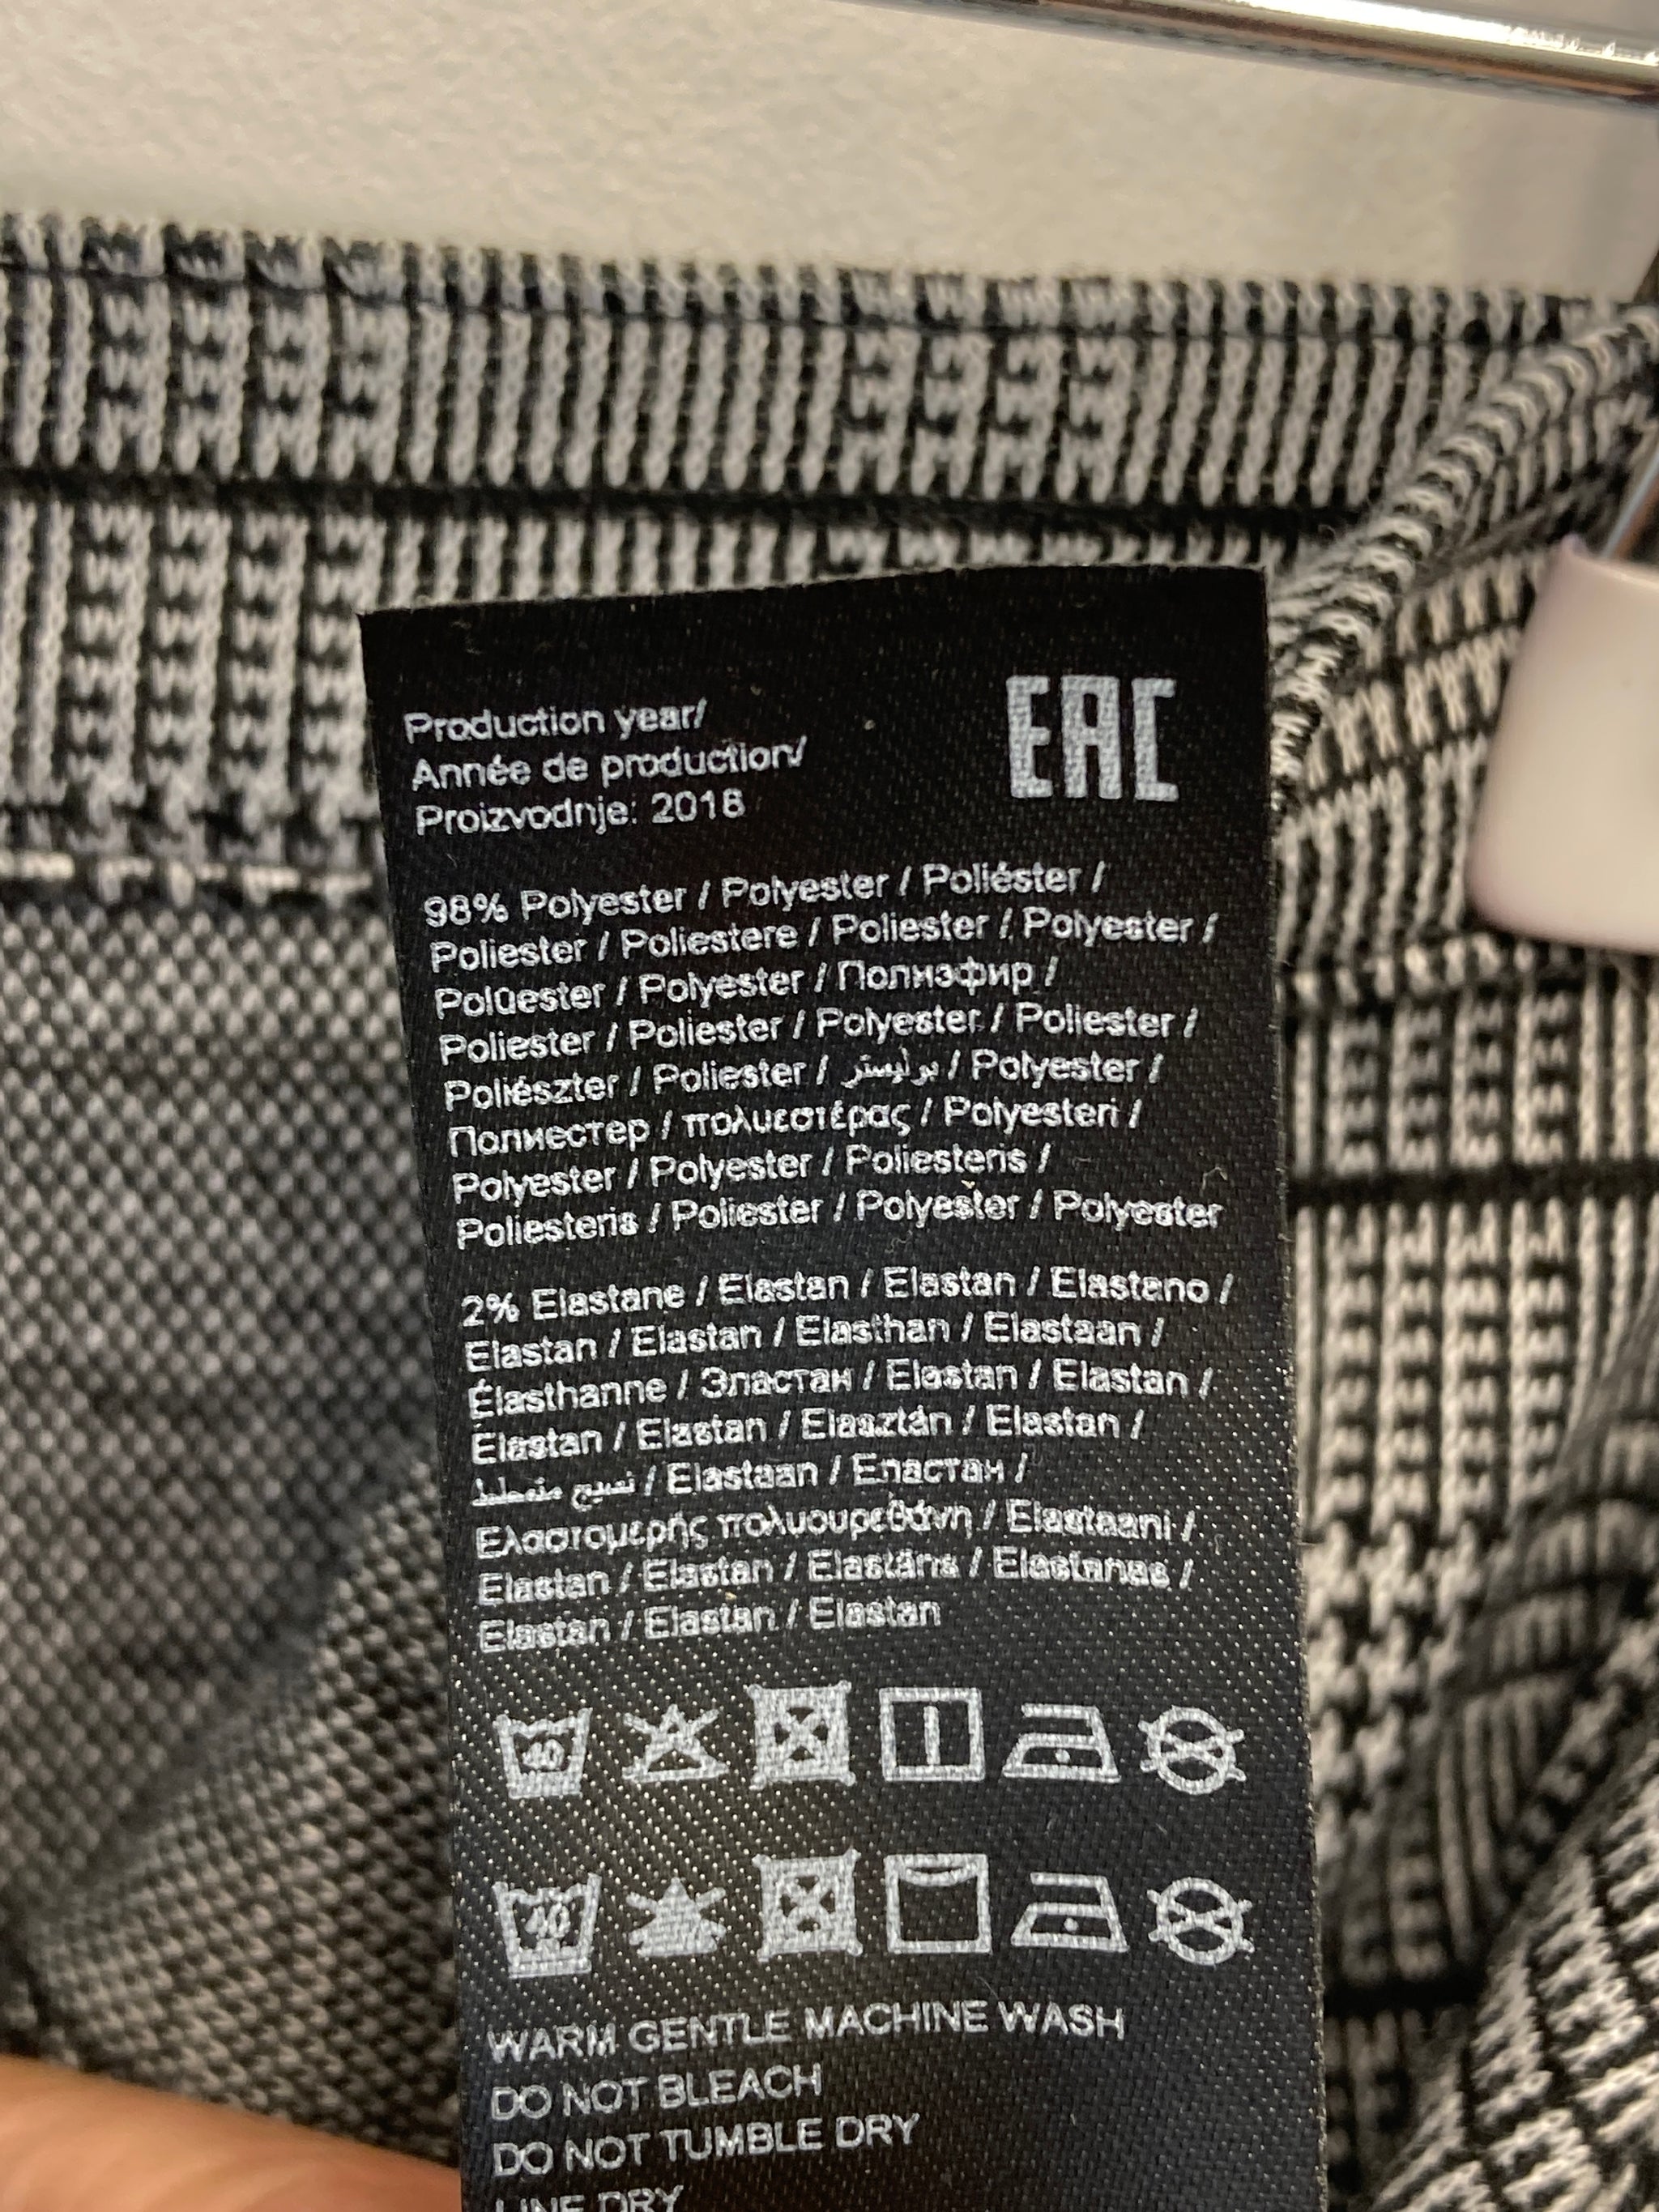 Production year/
Année de production/
Proizvodnje: 2018
EAC
98% Polyester / Polyester / Poliéster /
Poliester / Poliestere / Poliester / Polyester /
Polüester / Polyester / Полиэфир /
Poliester / Poliester / Polyester / Poliester /
Poliészter / Poliester / بوليستر / Polyester /
Полиестер / πολυεστέρας / Polyesteri /
Polyester / Polyester / Poliesteris /
Poliesteris / Poliester / Polyester / Polyester
2% Elastane / Elastan / Elastan / Elastano /
Elastan / Elastan / Elasthan / Elastaan /
Élasthanne / Эластан / Elastan / Elastan /
Elastan / Elastan / Elasztán / Elastan /
نسيج متمطط / Elastaan / Еластан /
Ελαστομερής πολυουρεθάνη / Elastaani /
Elastan / Elastan / Elastāns / Elastanas /
Elastan / Elastan / Elastan
40
40
WARM GENTLE MACHINE WASH
DO NOT BLEACH
DO NOT TUMBLE DRY
LINE DRY